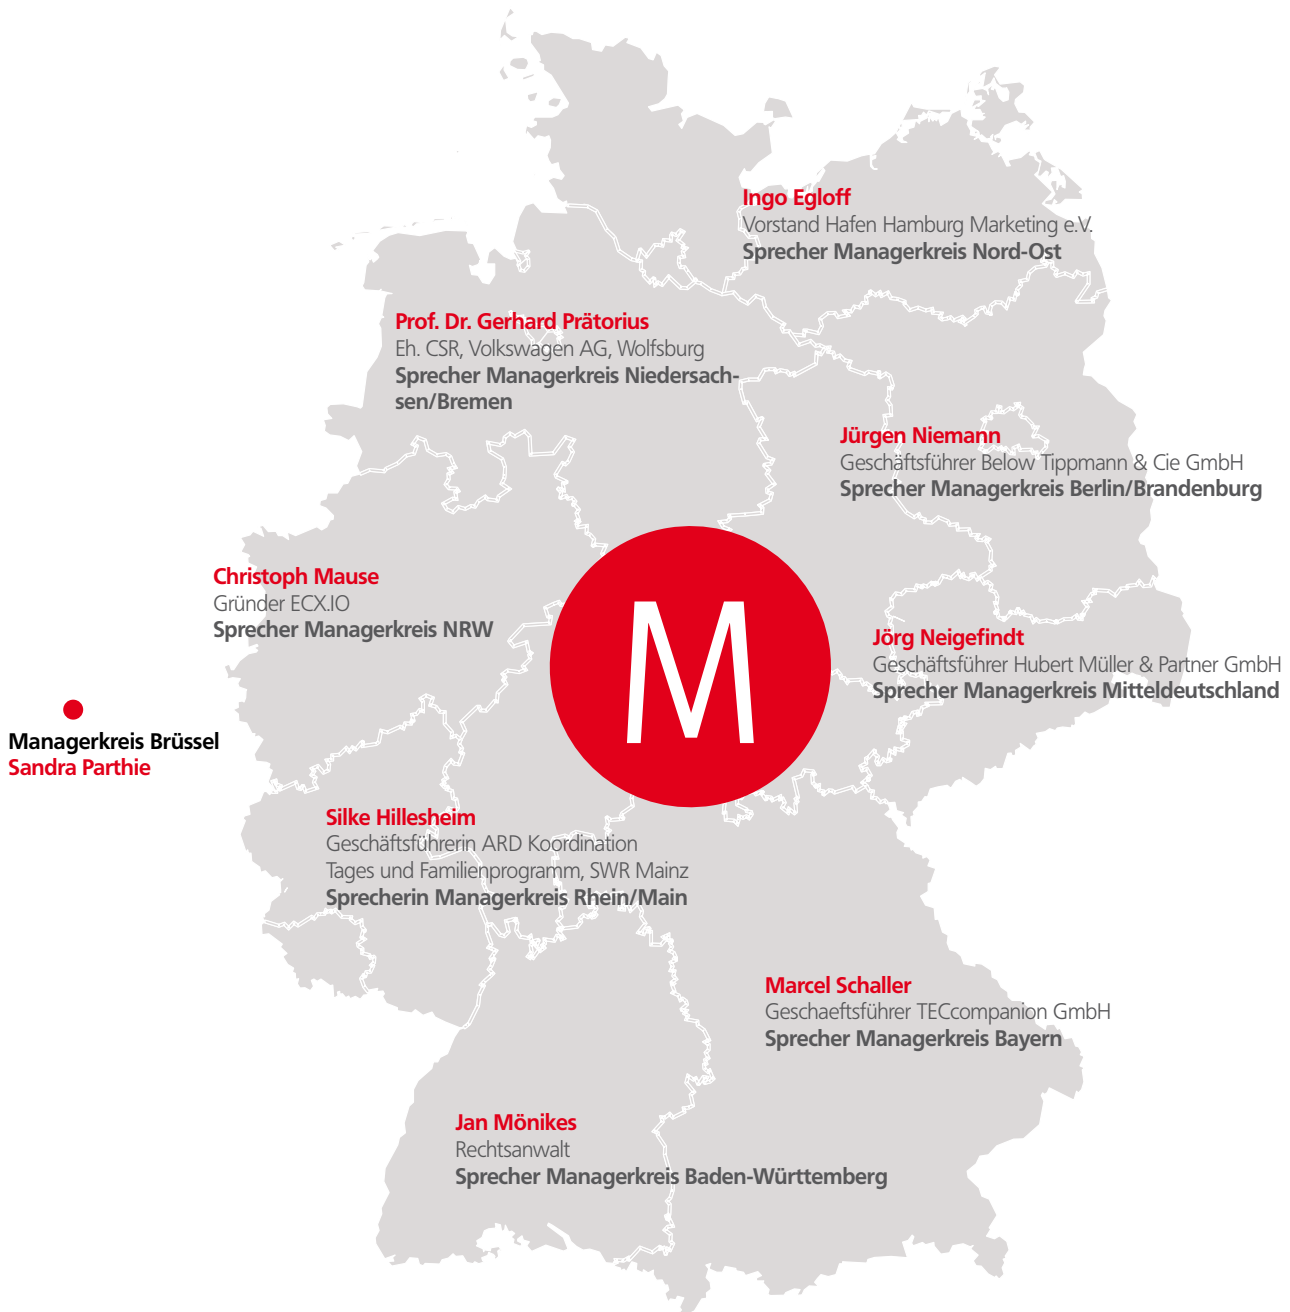 Ingo Egloff
Vorstand Hafen Hamburg Marketing e.V.
Sprecher Managerkreis Nord-Ost
Prof. Dr. Gerhard Prätorius
Eh. CSR, Volkswagen AG, Wolfsburg
Sprecher Managerkreis Niedersach-
sen/Bremen
Jürgen Niemann
Geschäftsführer Below Tippmann & Cie GmbH
Sprecher Managerkreis Berlin/Brandenburg
Christoph Mause
Gründer ECX.IO
Sprecher Managerkreis NRW
M
Jörg Neigefindt
Geschäftsführer Hubert Müller & Partner GmbH
Sprecher Managerkreis Mitteldeutschland
Managerkreis Brüssel
Sandra Parthie
Silke Hillesheim
Geschäftsführerin ARD Koordination
Tages und Familienprogramm, SWR Mainz
Sprecherin Managerkreis Rhein/Main
Marcel Schaller
Geschaeftsführer TECcompanion GmbH
Sprecher Managerkreis Bayern
Jan Mönikes
Rechtsanwalt
Sprecher Managerkreis Baden-Württemberg